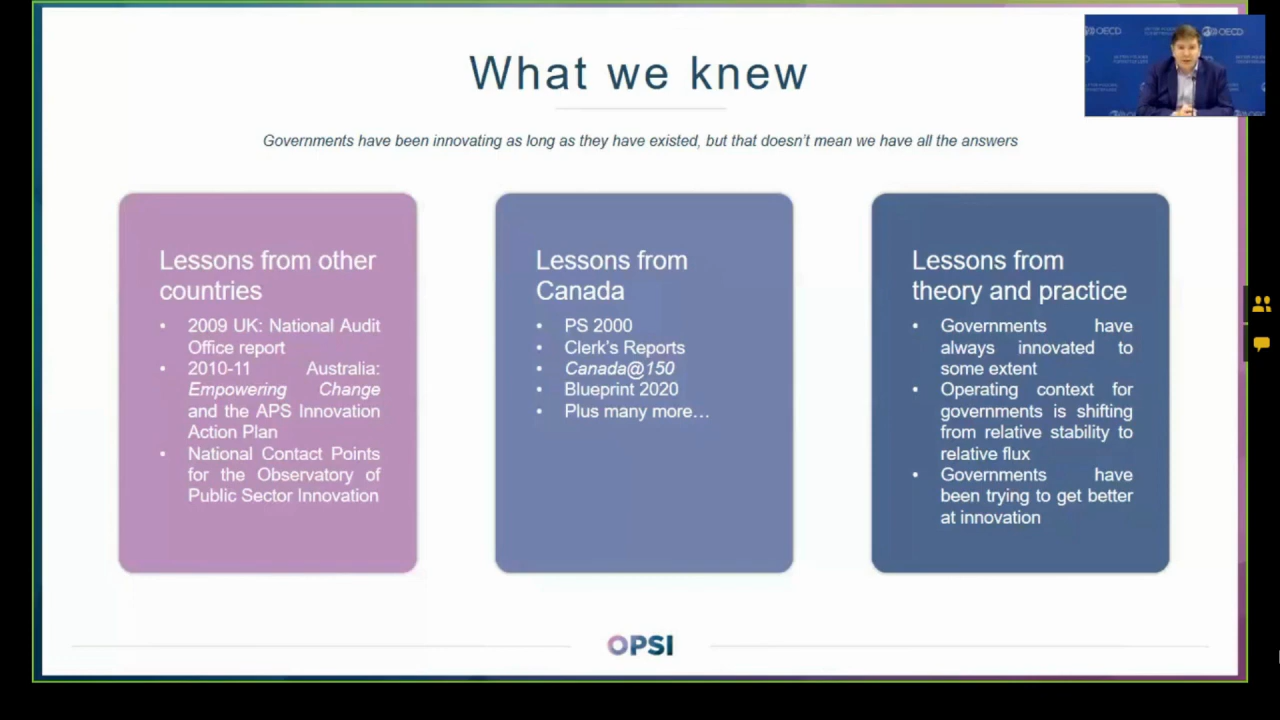 What we knew
Governments have been innovating as long as they have existed, but that doesn't mean we have all the answers
Lessons from other
countries
• 2009 UK: National Audit
Office report
• 2010-11 Australia:
Empowering Change
and the APS Innovation
Action Plan
• National Contact Points
for the Observatory of
Public Sector Innovation
Lessons from
Canada
• PS 2000
• Clerk's Reports
• Canada@150
• Blueprint 2020
• Plus many more...
Lessons from
theory and practice
• Governments have
always innovated to
some extent
• Operating context for
governments is shifting
from relative stability to
relative flux
• Governments have
been trying to get better
at innovation
OPSI
OECD
OECD